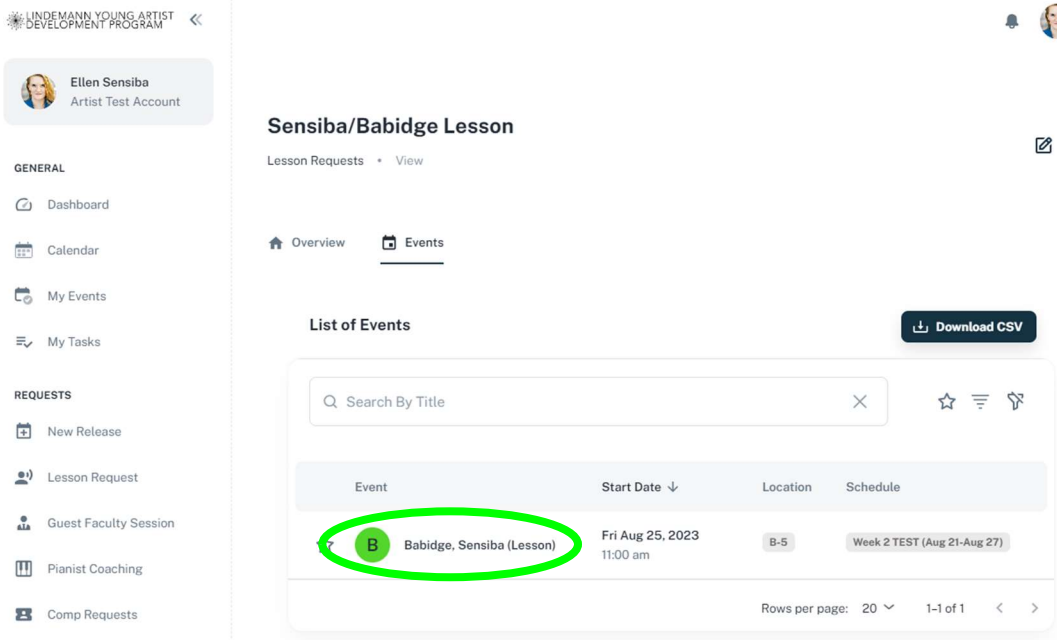 LINDEMANN YOUNG ARTIST
DEVELOPMENT PROGRAM
Ellen Sensiba
Artist Test Account
GENERAL
Dashboard
Calendar
My Events
My Tasks
REQUESTS
New Release
Lesson Request
Guest Faculty Session
Pianist Coaching
Comp Requests
Sensiba/Babidge Lesson
Lesson Requests • View
Overview Events
List of Events
Download CSV
Search By Title
Event Start Date Location Schedule
B Babidge, Sensiba (Lesson) Fri Aug 25, 2023 B-5 Week 2 TEST (Aug 21-Aug 27)
11:00 am
Rows per page: 20 1-1 of 1